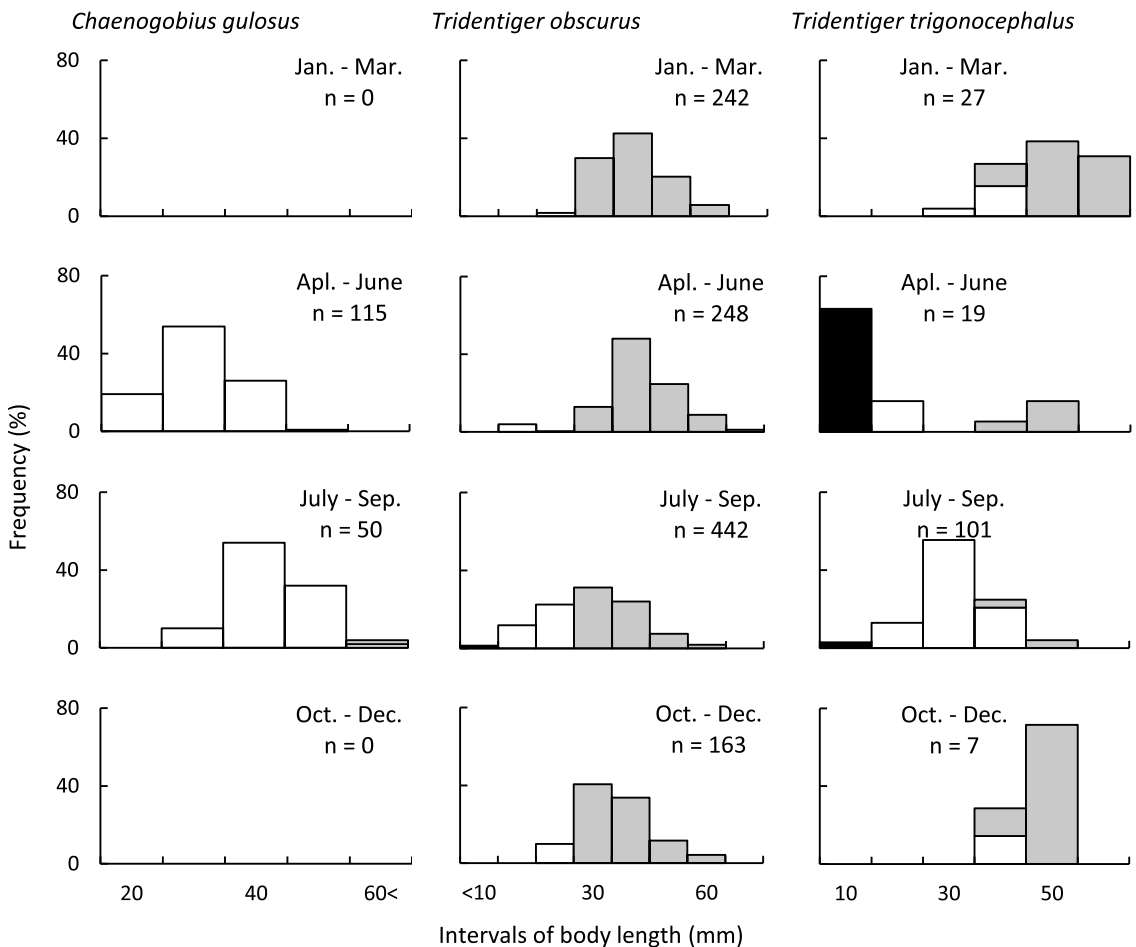 Chaenogobius gulosus Tridentiger obscurus Tridentiger trigonocephalus
80 Jan. - Mar. Jan. - Mar. Jan. - Mar.
n = 0 n = 242 n = 27
40
0
80 Apl. - June Apl. - June Apl. - June
n = 115 n = 248 n = 19
40
0
Frequency (%)
80 July - Sep. July - Sep. July - Sep.
n = 50 n = 442 n = 101
40
0
80 Oct. - Dec. Oct. - Dec. Oct. - Dec.
n = 0 n = 163 n = 7
40
0
20 40 60< <10 30 60 10 30 50
Intervals of body length (mm)